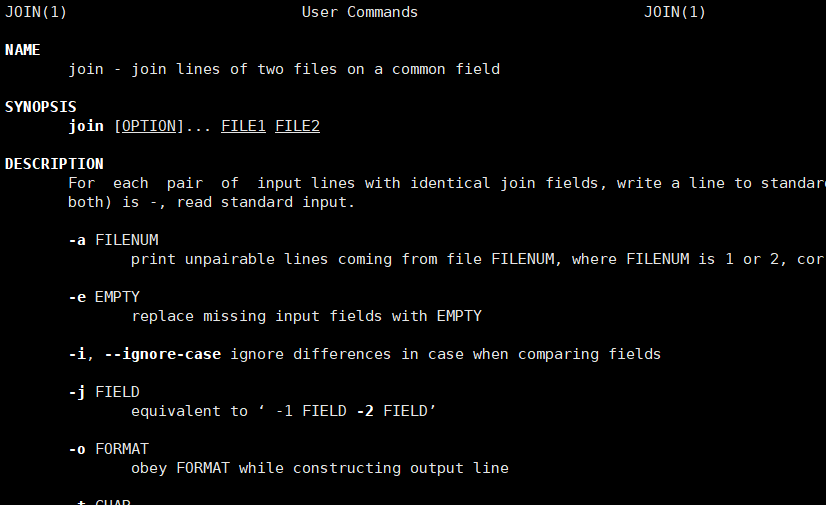 JOIN(1) User Commands JOIN(1)
NAME
join - join lines of two files on a common field
SYNOPSIS
join [OPTION]... FILE1 FILE2
DESCRIPTION
For each pair of input lines with identical join fields, write a line to standar
both) is -, read standard input.
-a FILENUM
print unpairable lines coming from file FILENUM, where FILENUM is 1 or 2, cor
-e EMPTY
replace missing input fields with EMPTY
-i, --ignore-case ignore differences in case when comparing fields
-j FIELD
equivalent to ‘ -1 FIELD -2 FIELD’
-o FORMAT
obey FORMAT while constructing output line
-t CHAR